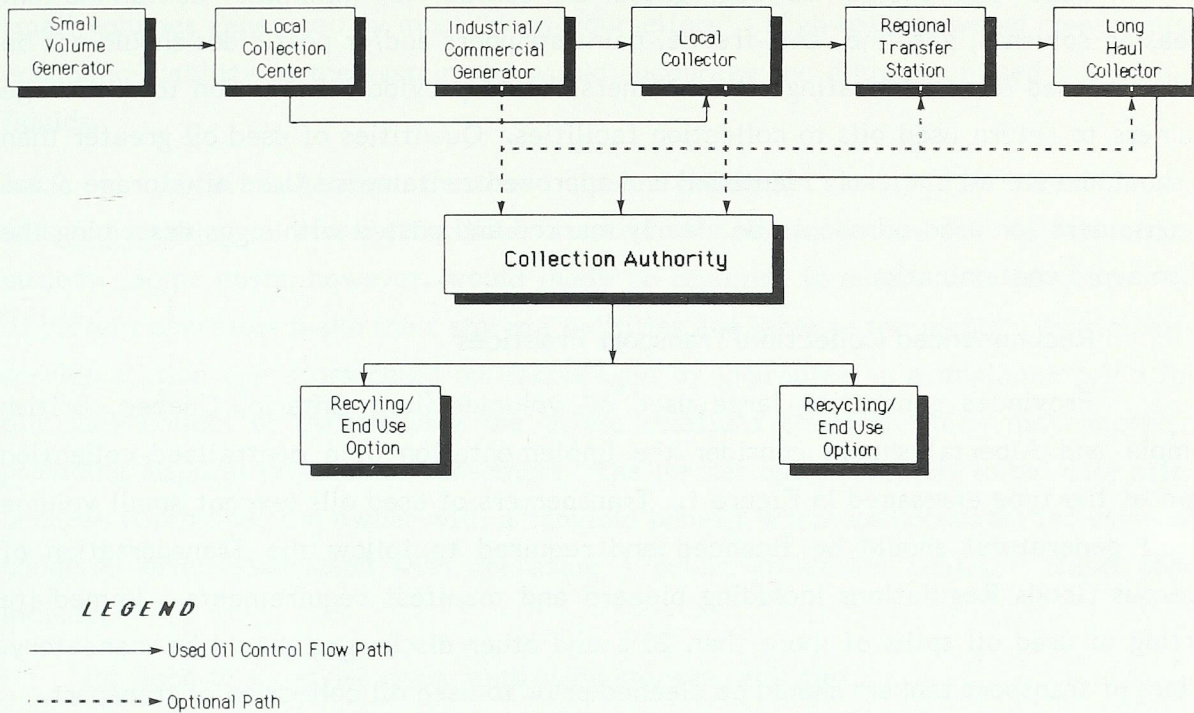 Small
Volume
Generator
Local
Collection
Center
Industrial/
Commercial
Generator
Local
Collector
Regional
Transfer
Station
Long
Haul
Collector
Collection Authority
Recyling/
End Use
Option
Recycling/
End Use
Option
LEGEND
Used Oil Control Flow Path
Optional Path